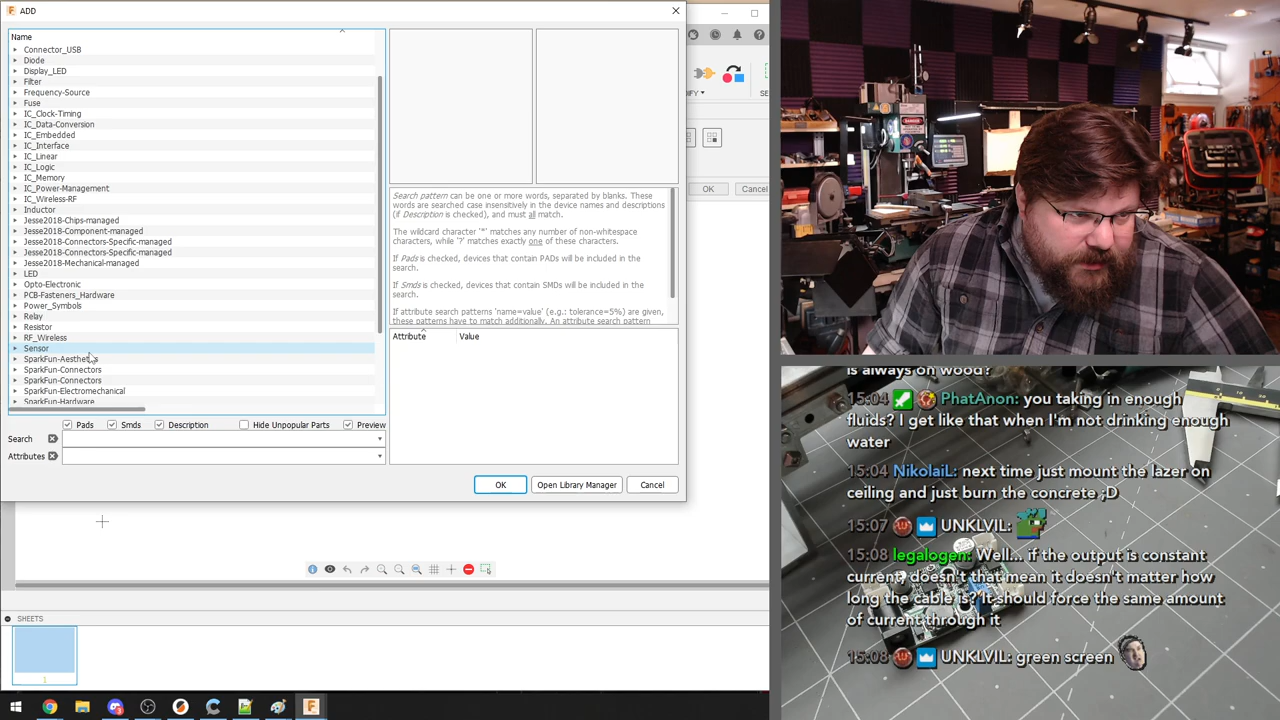 ADD
Name
Connector_USB
Diode
Display_LED
Filter
Frequency-Source
Fuse
IC_Clock-Timing
IC_Data-Conversion
IC_Embedded
IC_Interface
IC_Linear
IC_Logic
IC_Memory
IC_Power-Management
IC_Wireless-RF
Inductor
Jesse2018-Chips-managed
Jesse2018-Component-managed
Jesse2018-Connectors-Specific-managed
Jesse2018-Connectors-Specific-managed
Jesse2018-Mechanical-managed
LED
Opto-Electronic
PCB-Fasteners_Hardware
Power_Symbols
Relay
Resistor
RF_Wireless
Sensor
SparkFun-Aesthetics
SparkFun-Connectors
SparkFun-Connectors
SparkFun-Electromechanical
SparkFun-Hardware
Pads Smds Description Hide Unpopular Parts Preview
Search
Attributes
Search pattern can be one or more words, separated by blanks. These
words are searched case insensitively in the device names and descriptions
(if Description is checked), and must all match.
The wildcard character '*' matches any number of non-whitespace
characters, while '?' matches exactly one of these characters.
If Pads is checked, devices that contain PADs will be included in the
search.
If Smds is checked, devices that contain SMDs will be included in the
search.
If attribute search patterns 'name=value' (e.g.: tolerance=5%) are given,
these patterns have to match additionally. An attribute search pattern
Attribute Value
OK Open Library Manager Cancel
IFY
SE
OK Cancel
SHEETS
1
DANGER
is always on wood?
15:04 PhatAnon: you taking in enough
fluids? I get like that when I'm not drinking enough
water
15:04 NikolaiL: next time just mount the lazer on
ceiling and just burn the concrete ;D
15:07 UNKLVIL:
15:08 legalogen: Well... if the output is constant
current, doesn't that mean it doesn't matter how
long the cable is? It should force the same amount
of current through it
15:08 UNKLVIL: green screen